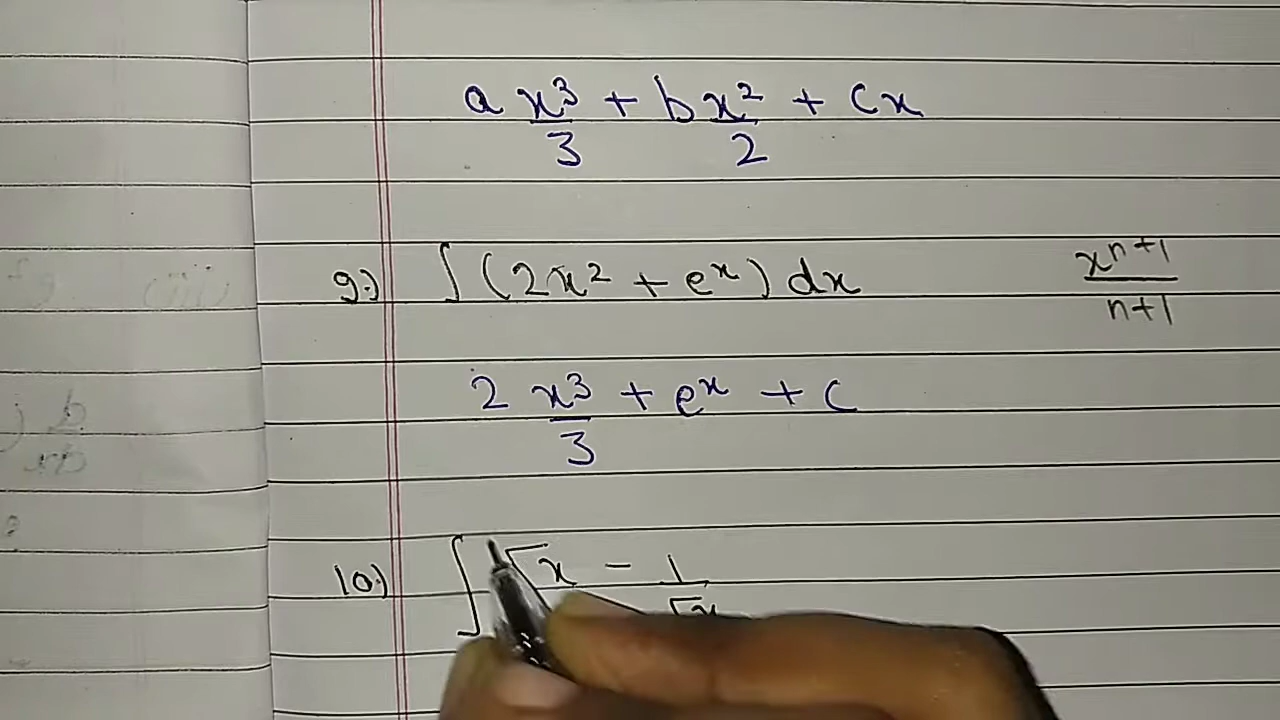 a x³/3 + b x²/2 + cx
9.) ∫ (2x² + eˣ) dx
xⁿ⁺¹/n+1
2 x³/3 + eˣ + c
10.) ∫ √x - 1/√x